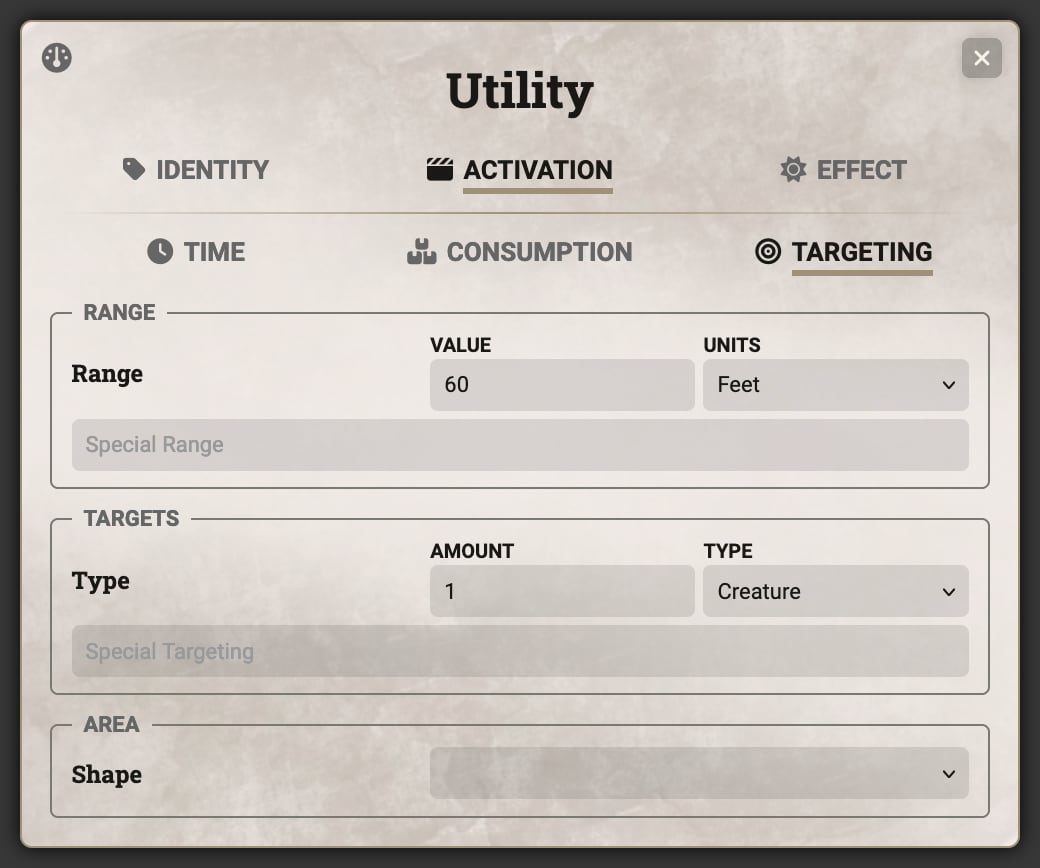 Utility
IDENTITY ACTIVATION EFFECT
TIME CONSUMPTION TARGETING
RANGE
VALUE UNITS
Range 60 Feet
Special Range
TARGETS
AMOUNT TYPE
Type 1 Creature
Special Targeting
AREA
Shape